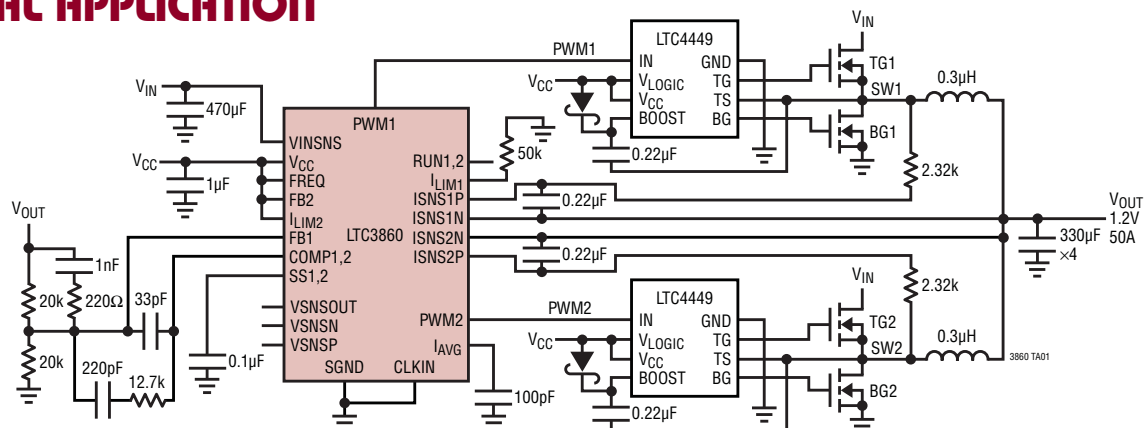 AL APPLICATION
VIN
470µF
VCC
1µF
VOUT
1nF
20k
220Ω
33pF
20k
220pF
12.7k
0.1µF
PWM1
VINSNS
VCC
FREQ
FB2
ILIM2
FB1
COMP1,2
SS1,2
VSNSOUT
VSNSN
VSNSP
SGND
CLKIN
LTC3860
RUN1,2
ILIM1
ISNS1P
ISNS1N
ISNS2N
ISNS2P
PWM2
IAVG
50k
100pF
0.22µF
0.22µF
PWM1
VCC
0.22µF
LTC4449
IN
VLOGIC
VCC
BOOST
GND
TG
TS
BG
VIN
TG1
SW1
BG1
0.3µH
2.32k
VOUT
1.2V
50A
330µF
×4
PWM2
VCC
0.22µF
LTC4449
IN
VLOGIC
VCC
BOOST
GND
TG
TS
BG
VIN
TG2
SW2
BG2
2.32k
0.3µH
3860 TA01